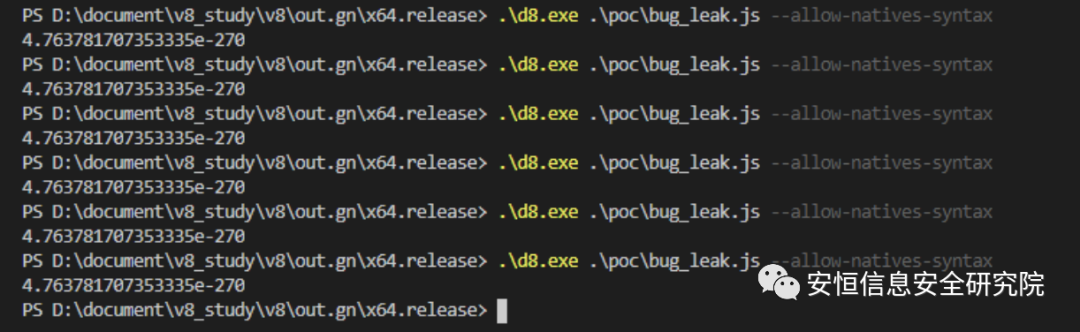 PS D:\document\v8_study\v8\out.gn\x64.release> .\d8.exe .\poc\bug_leak.js --allow-natives-syntax
4.763781707353335e-270
PS D:\document\v8_study\v8\out.gn\x64.release> .\d8.exe .\poc\bug_leak.js --allow-natives-syntax
4.763781707353335e-270
PS D:\document\v8_study\v8\out.gn\x64.release> .\d8.exe .\poc\bug_leak.js --allow-natives-syntax
4.763781707353335e-270
PS D:\document\v8_study\v8\out.gn\x64.release> .\d8.exe .\poc\bug_leak.js --allow-natives-syntax
4.763781707353335e-270
PS D:\document\v8_study\v8\out.gn\x64.release> .\d8.exe .\poc\bug_leak.js --allow-natives-syntax
4.763781707353335e-270
PS D:\document\v8_study\v8\out.gn\x64.release> .\d8.exe .\poc\bug_leak.js --allow-natives-syntax
4.763781707353335e-270
PS D:\document\v8_study\v8\out.gn\x64.release>
安恒信息安全研究院